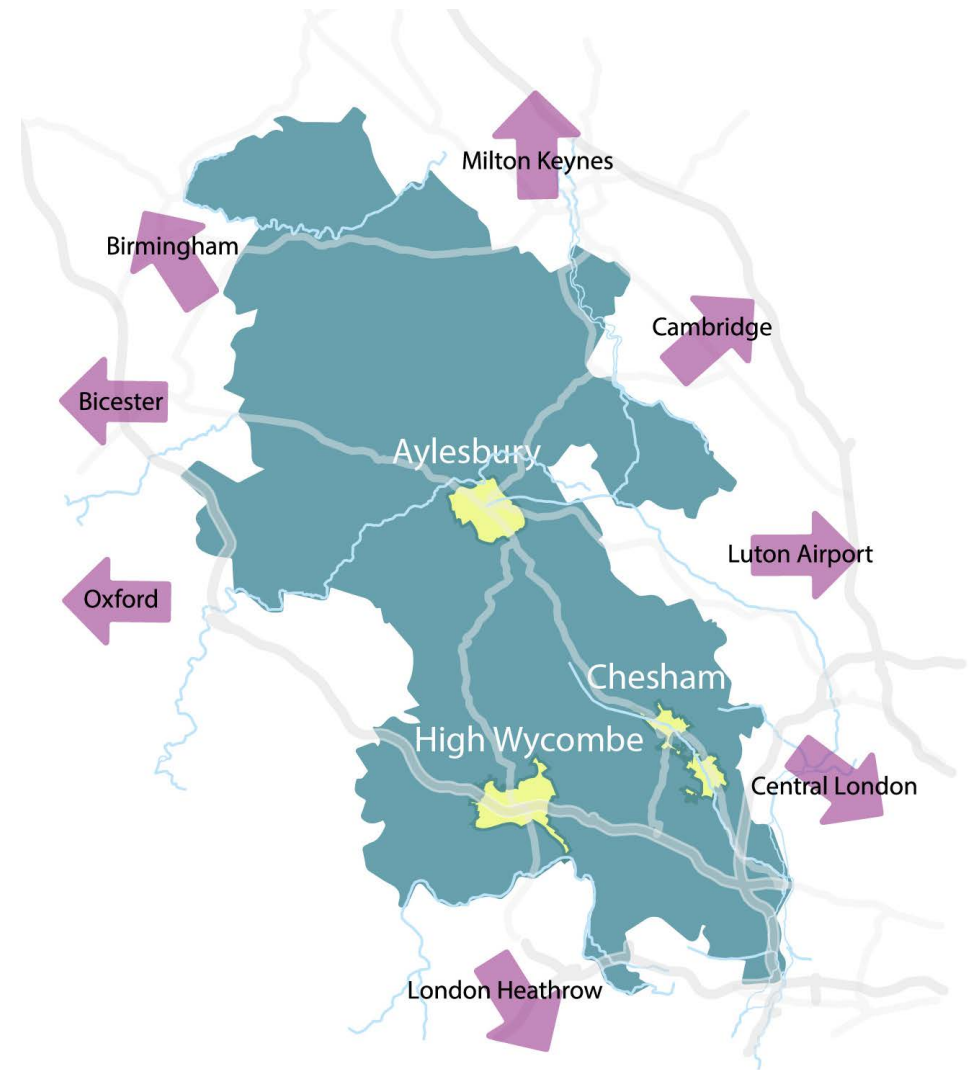 Milton Keynes
Birmingham
Cambridge
Bicester
Aylesbury
Luton Airport
Oxford
Chesham
High Wycombe
Central London
London Heathrow